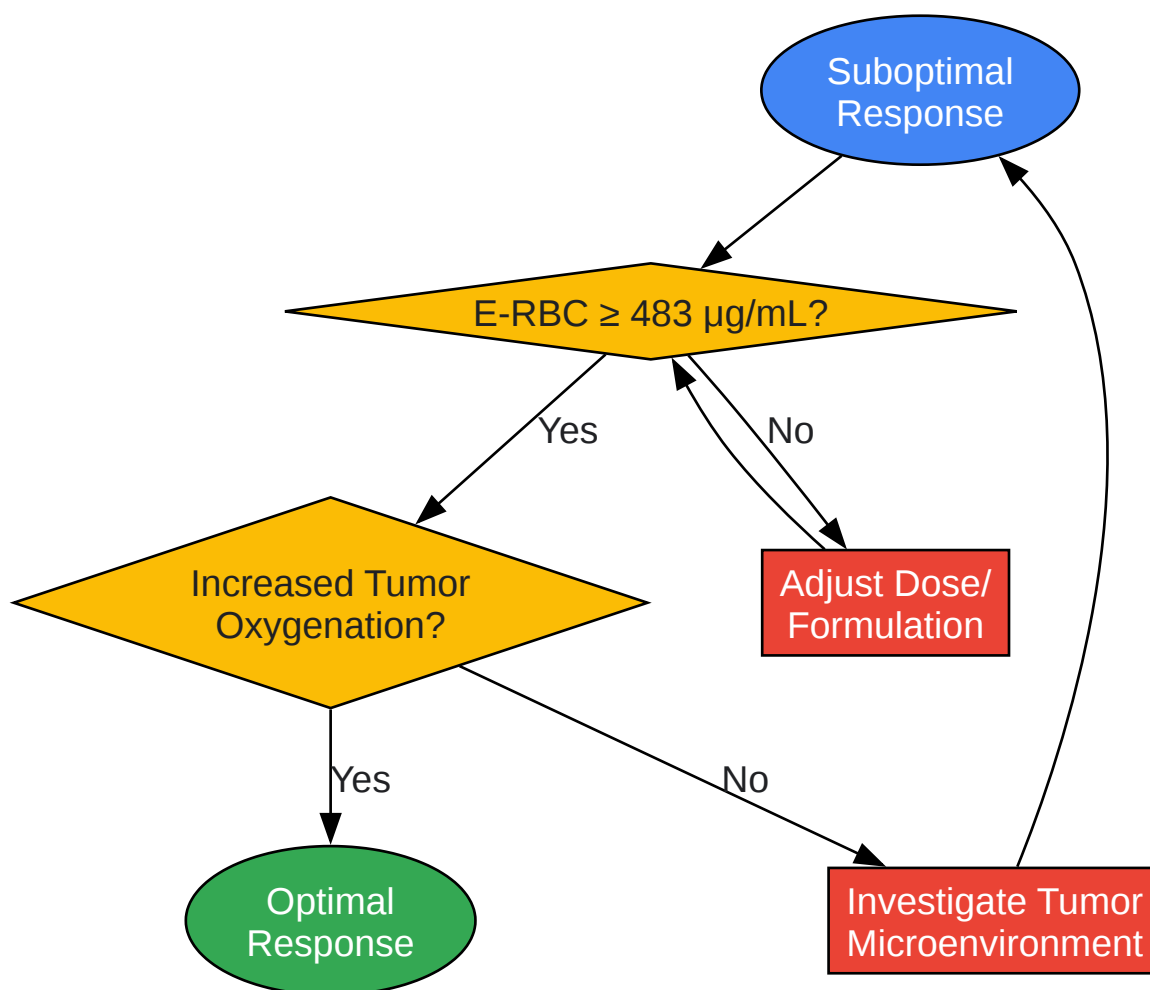 Suboptimal
Response
E-RBC ≥ 483 μg/mL?
Yes
No
Increased Tumor
Oxygenation?
Adjust Dose/
Formulation
Yes
No
Optimal
Response
Investigate Tumor
Microenvironment